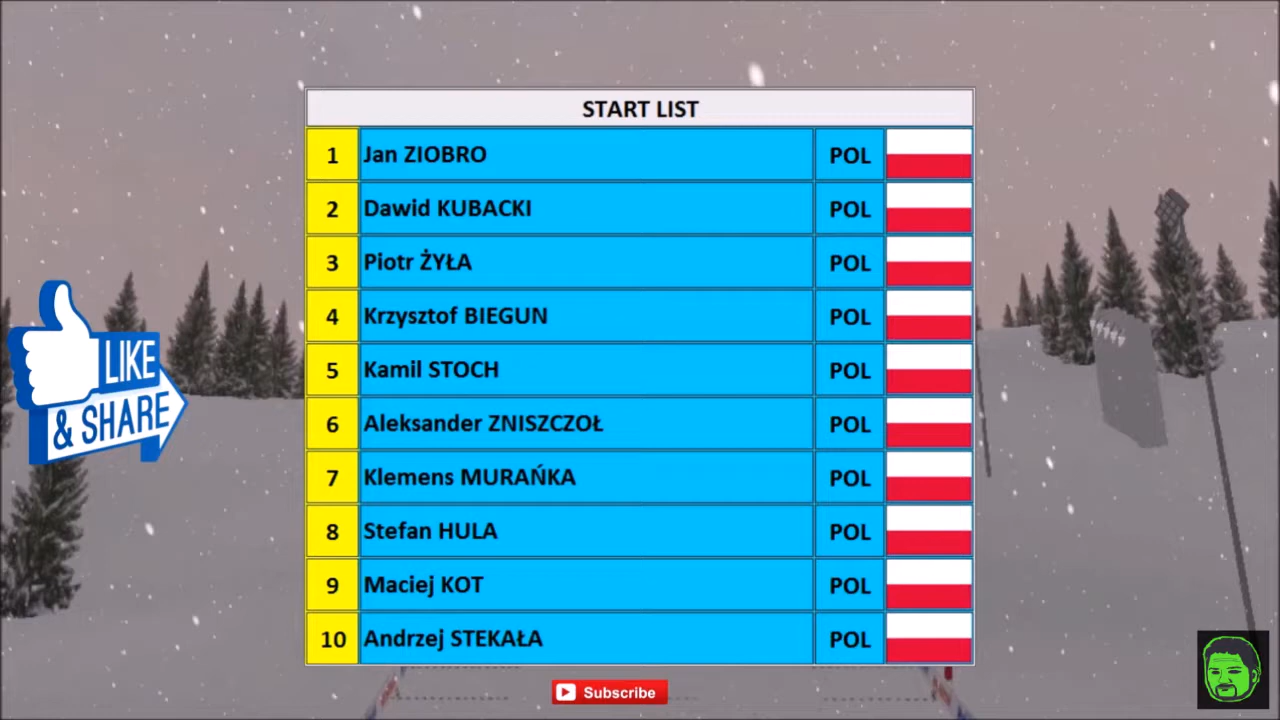 START LIST
1 Jan ZIOBRO POL
2 Dawid KUBACKI POL
3 Piotr ŻYŁA POL
4 Krzysztof BIEGUN POL
5 Kamil STOCH POL
6 Aleksander ZNISZCZOŁ POL
7 Klemens MURAŃKA POL
8 Stefan HULA POL
9 Maciej KOT POL
10 Andrzej STEKAŁA POL
LIKE
& SHARE
Subscribe